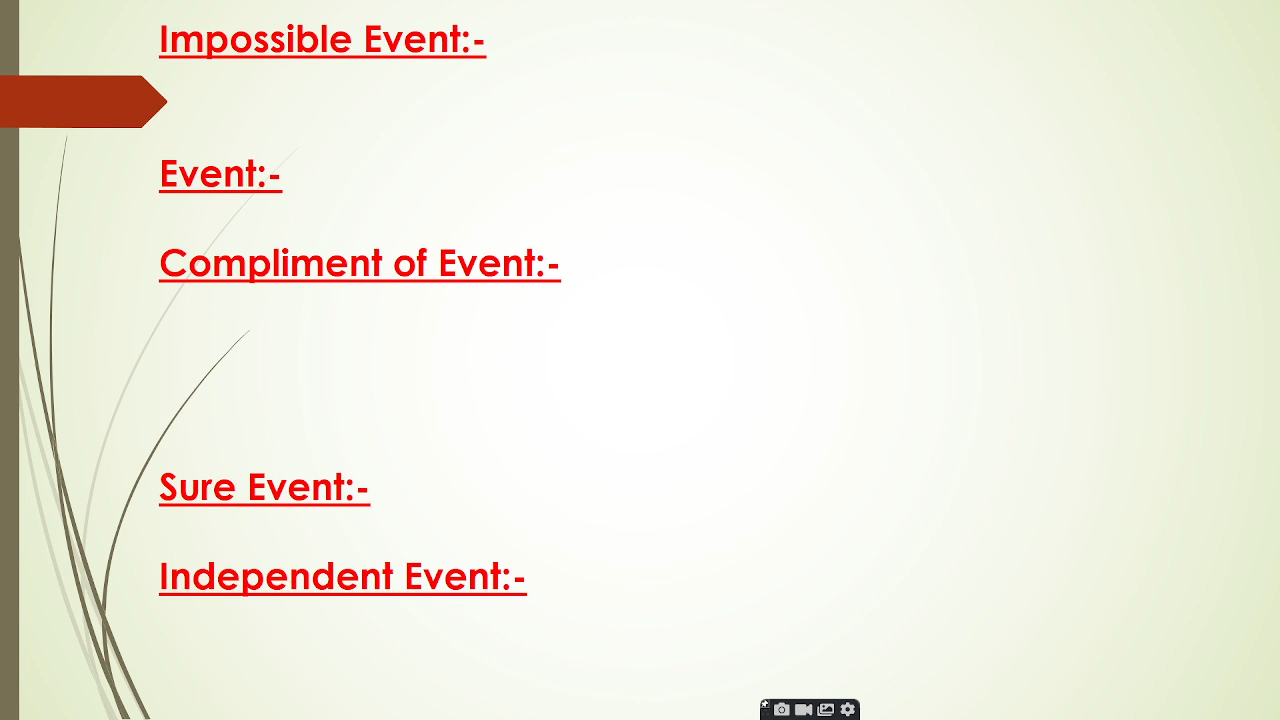 Impossible Event:-
Event:-
Compliment of Event:-
Sure Event:-
Independent Event:-